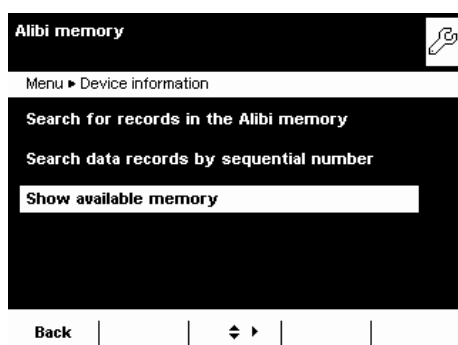 Alibi memory
Menu ▸ Device information
Search for records in the Alibi memory
Search data records by sequential number
Show available memory
Back